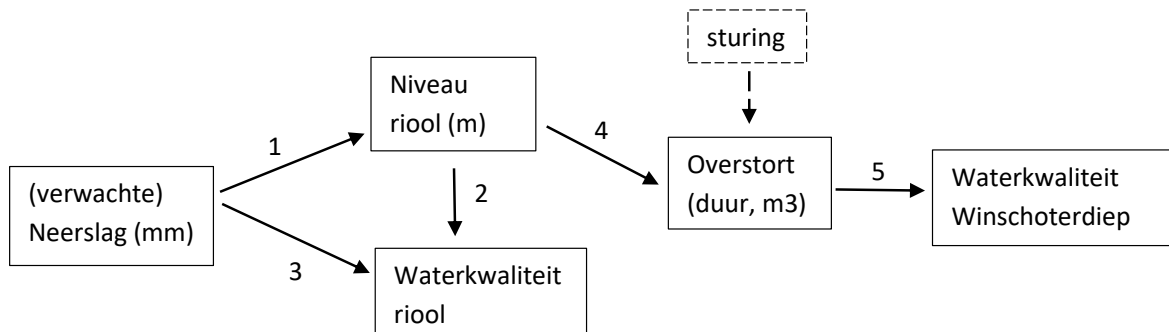 sturing
Niveau
riool (m)
1
4
(verwachte)
Neerslag (mm)
2
Overstort
(duur, m3)
5
Waterkwaliteit
Winschoterdiep
3
Waterkwaliteit
riool